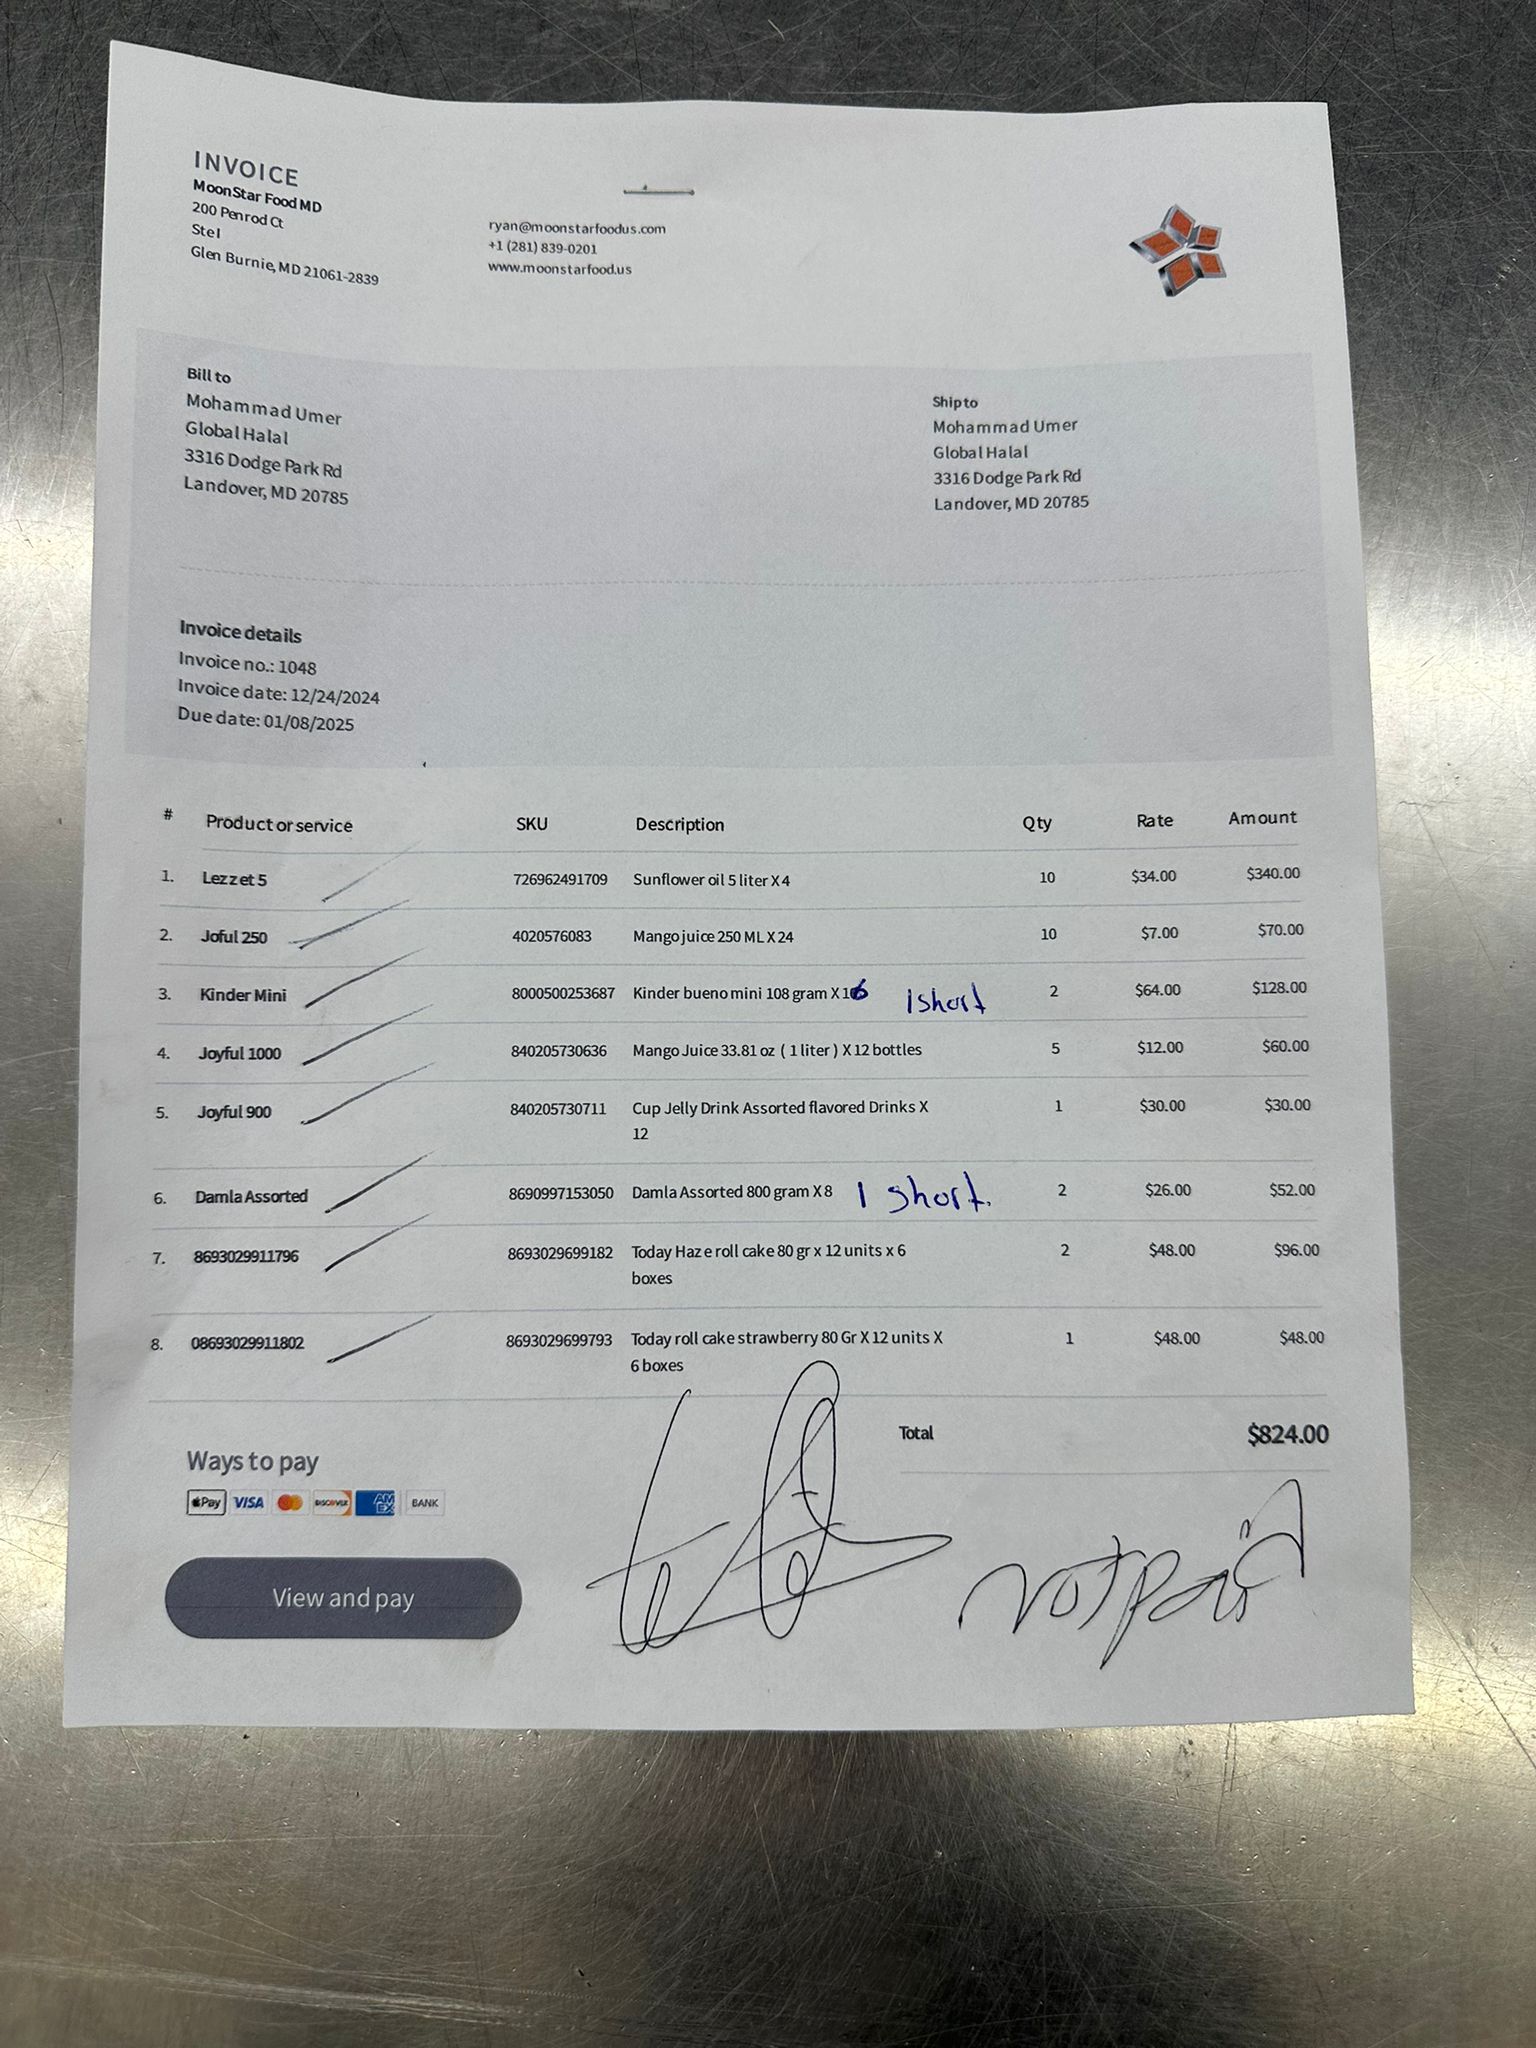 INVOICE
MoonStar Food MD
200 Penrod Ct
Ste I
Glen Burnie, MD 21061-2839
ryan@moonstarfoodus.com
+1 (281) 839-0201
www.moonstarfood.us
Bill to
Mohammad Umer
Global Halal
3316 Dodge Park Rd
Landover, MD 20785
Ship to
Mohammad Umer
Global Halal
3316 Dodge Park Rd
Landover, MD 20785
Invoice details
Invoice no.: 1048
Invoice date: 12/24/2024
Due date: 01/08/2025
# Product or service SKU Description Qty Rate Amount
1. Lezzet 5 726962491709 Sunflower oil 5 liter X 4 10 $34.00 $340.00
2. Joful 250 4020576083 Mango juice 250 ML X 24 10 $7.00 $70.00
3. Kinder Mini 8000500253687 Kinder bueno mini 108 gram X 16 1 short 2 $64.00 $128.00
4. Joyful 1000 840205730636 Mango Juice 33.81 oz ( 1 liter ) X 12 bottles 5 $12.00 $60.00
5. Joyful 900 840205730711 Cup Jelly Drink Assorted flavored Drinks X 1 $30.00 $30.00
12
6. Damla Assorted 8690997153050 Damla Assorted 800 gram X 8 1 short. 2 $26.00 $52.00
7. 8693029911796 8693029699182 Today Haze roll cake 80 gr x 12 units x 6 2 $48.00 $96.00
boxes
8. 08693029911802 8693029699793 Today roll cake strawberry 80 Gr X 12 units X 1 $48.00 $48.00
6 boxes
Total $824.00
Ways to pay
Pay VISA DISCOVER AM EX BANK
View and pay
not paid